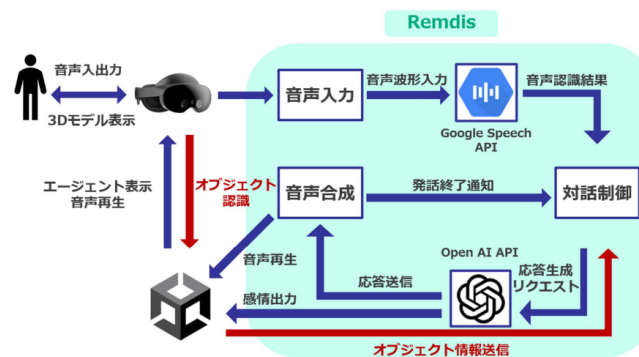 Remdis
音声入出力
3Dモデル表示
音声入力
音声波形入力
Google Speech
API
音声認識結果
エージェント表示
音声再生
オブジェクト
認識
音声合成
発話終了通知
対話制御
音声再生
感情出力
応答送信
Open AI API
応答生成
リクエスト
オブジェクト情報送信